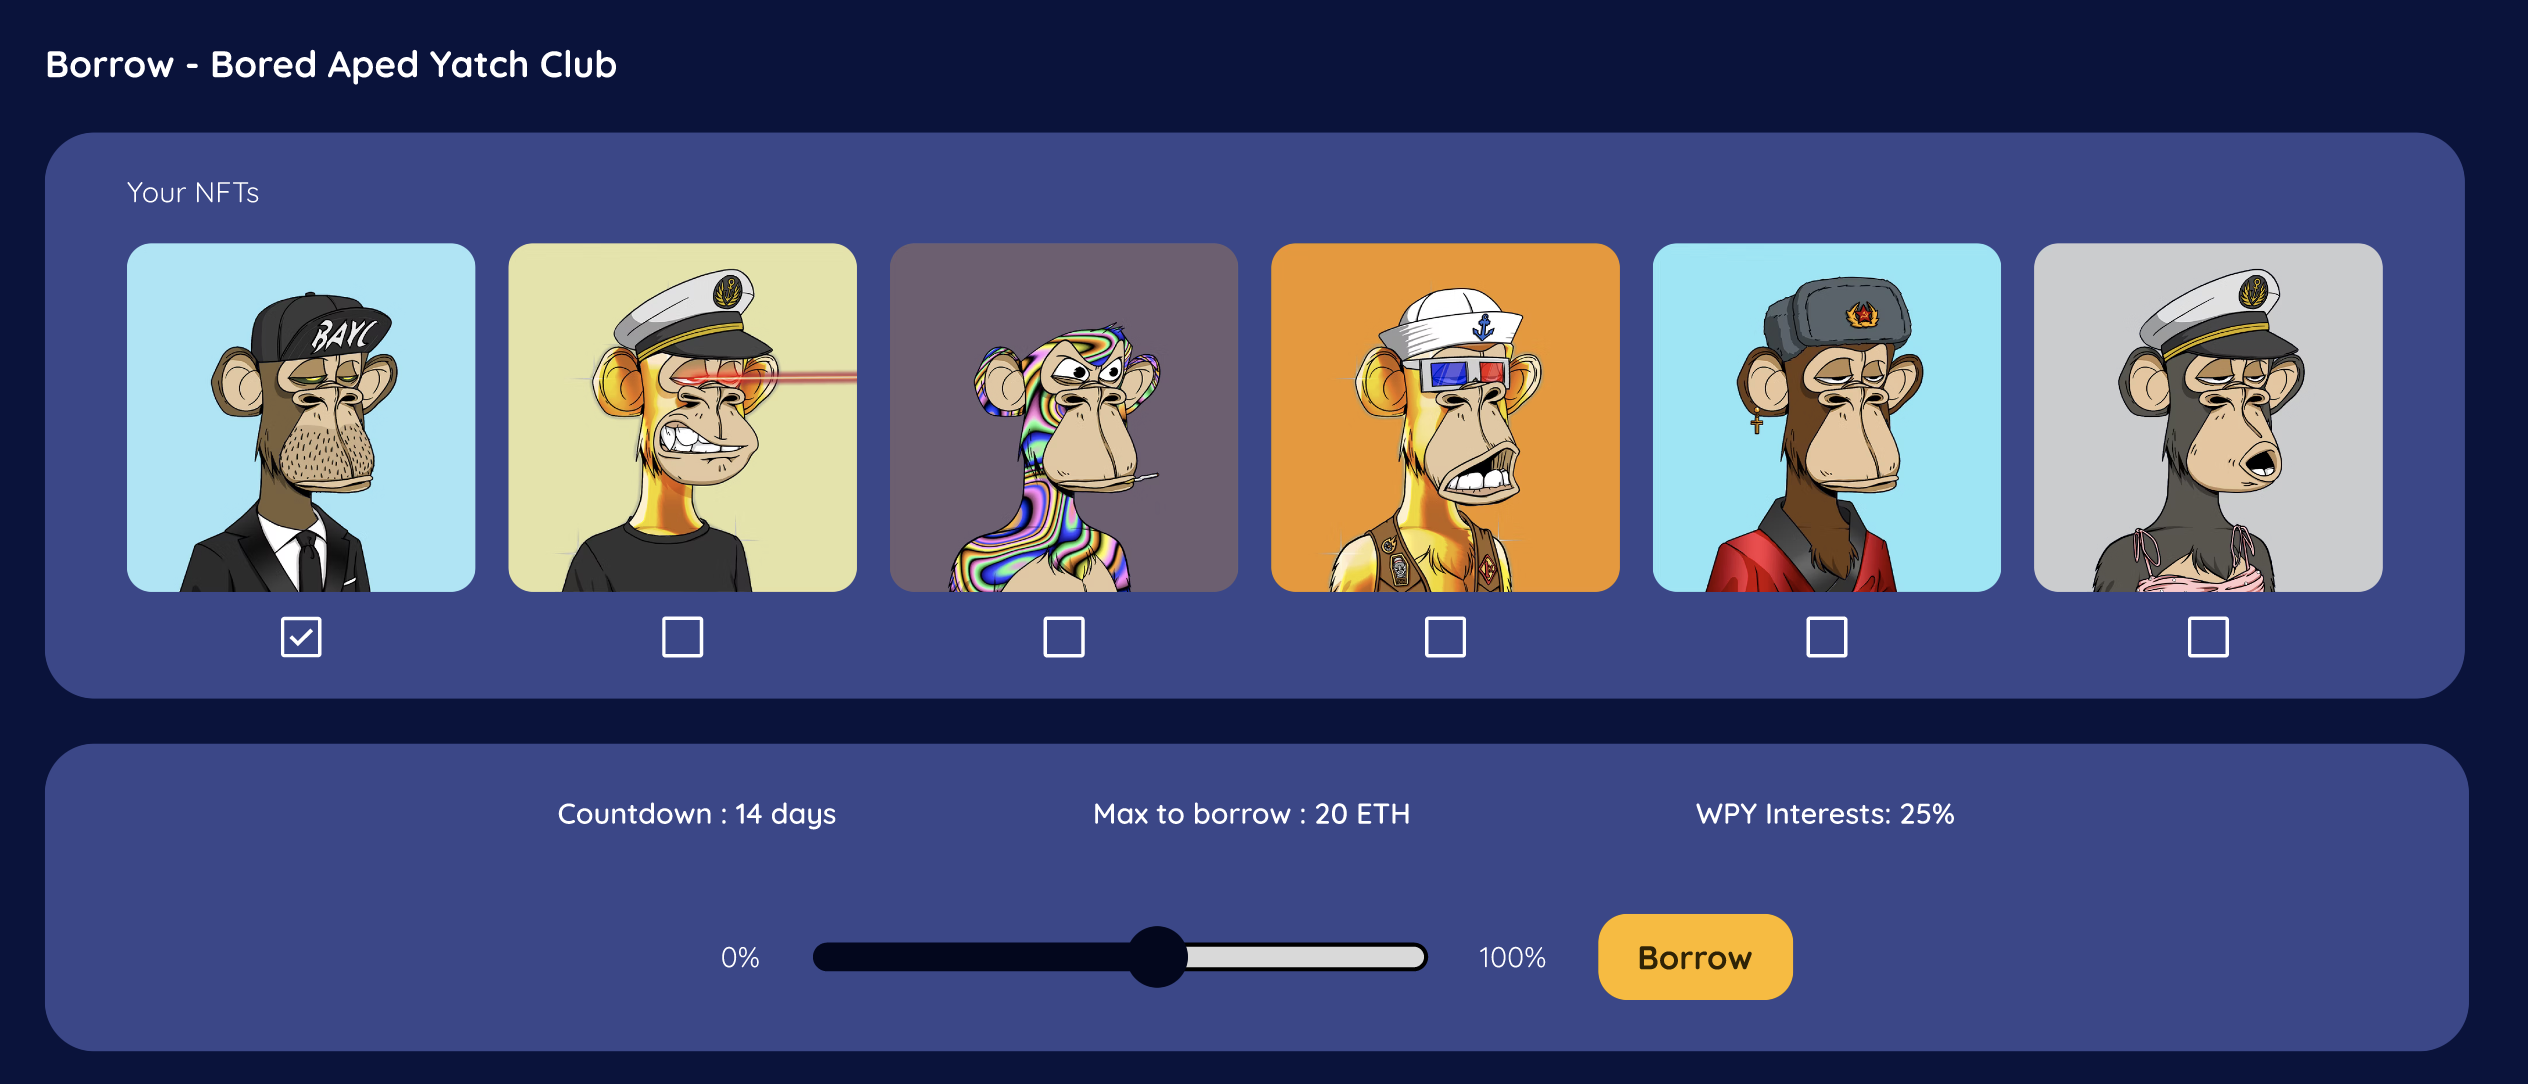 Borrow - Bored Aped Yatch Club
Your NFTs
BAYC
Countdown : 14 days
Max to borrow : 20 ETH
WPY Interests: 25%
0%
100%
Borrow